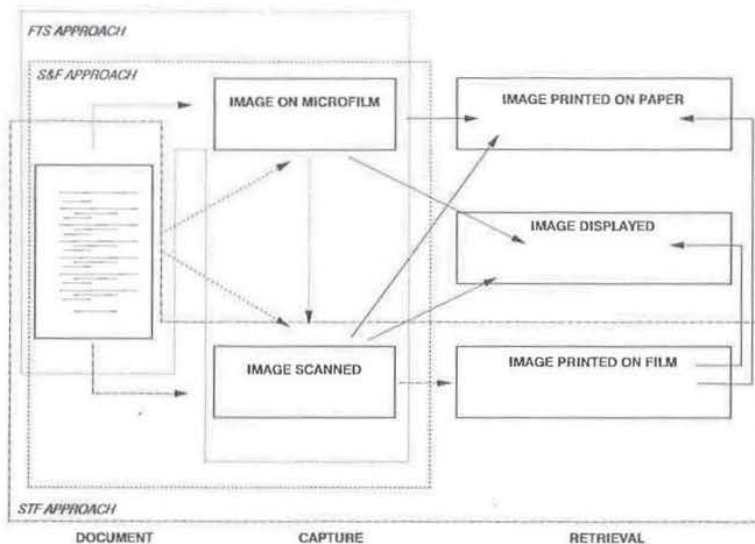 FTS APPROACH
S&F APPROACH
IMAGE ON MICROFILM
IMAGE PRINTED ON PAPER
IMAGE DISPLAYED
IMAGE SCANNED
IMAGE PRINTED ON FILM
STF APPROACH
DOCUMENT
CAPTURE
RETRIEVAL